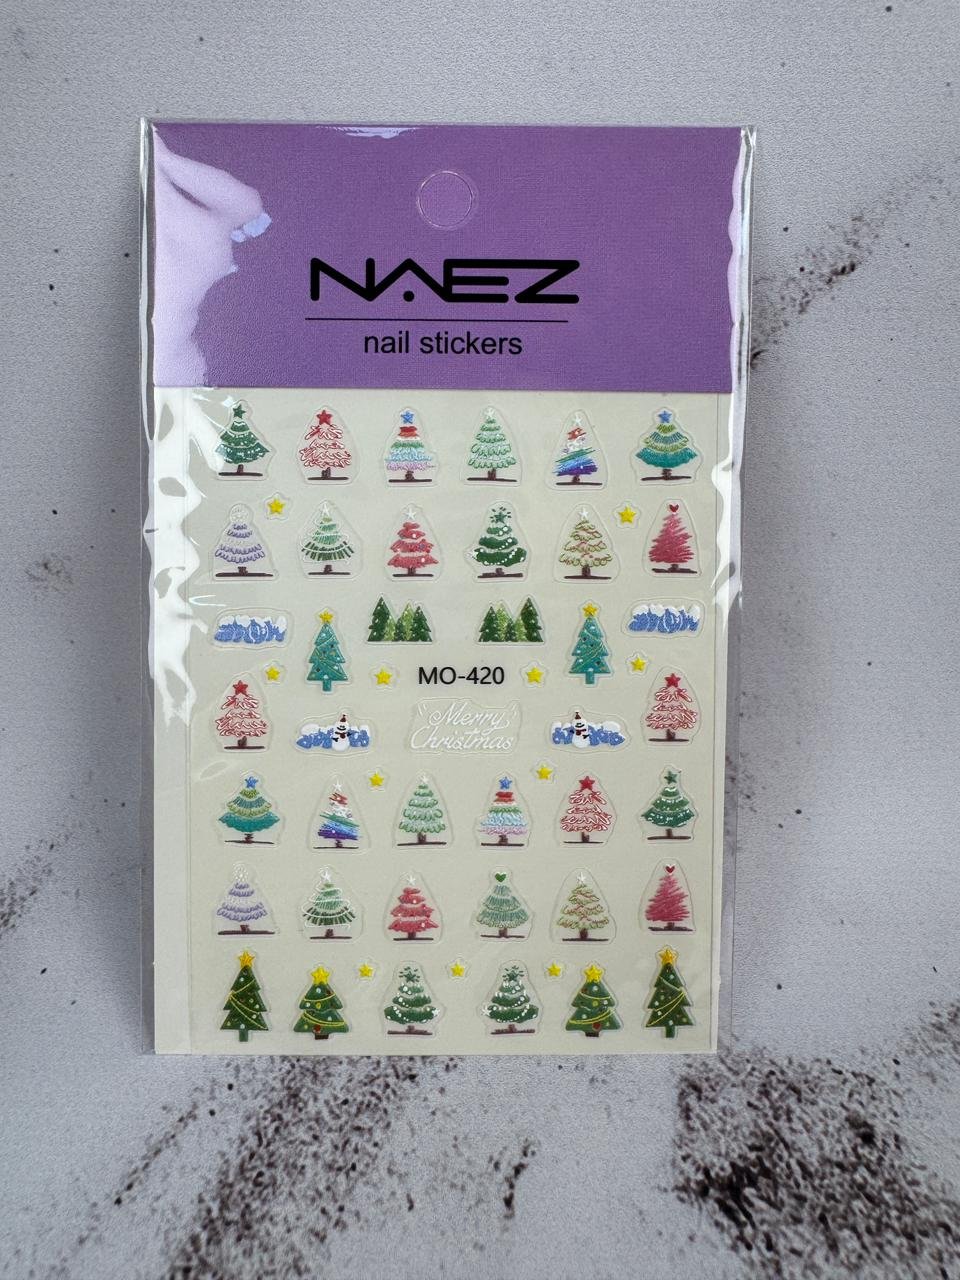 NAEZ
nail stickers
MO-420
Merry
Christmas